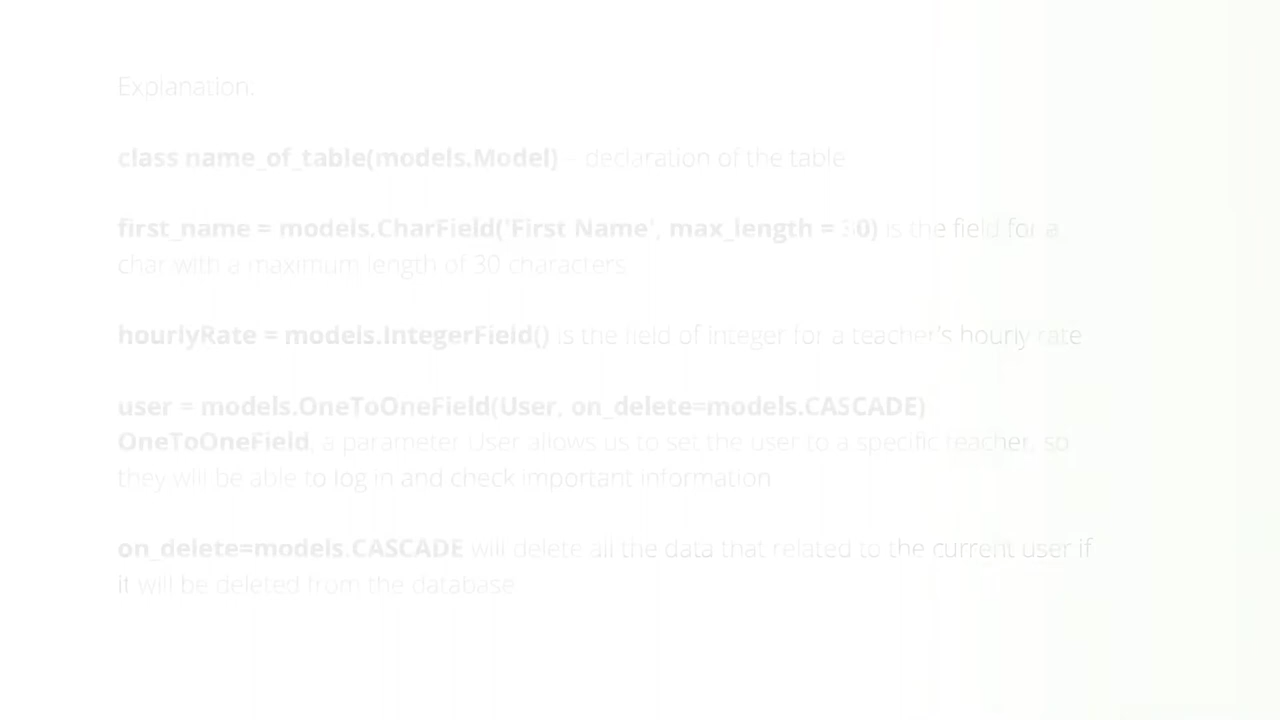 Explanation:
class name_of_table(models.Model) - declaration of the table
first_name = models.CharField('First Name', max_length = 30) is the field for a
char with a maximum length of 30 characters.
hourlyRate = models.IntegerField() is the field of integer for a teacher's hourly rate
user = models.OneToOneField(User, on_delete=models.CASCADE)
OneToOneField, a parameter User allows us to set the user to a specific teacher, so
they will be able to log in and check important information
on_delete=models.CASCADE will delete all the data that related to the current user if
it will be deleted from the database